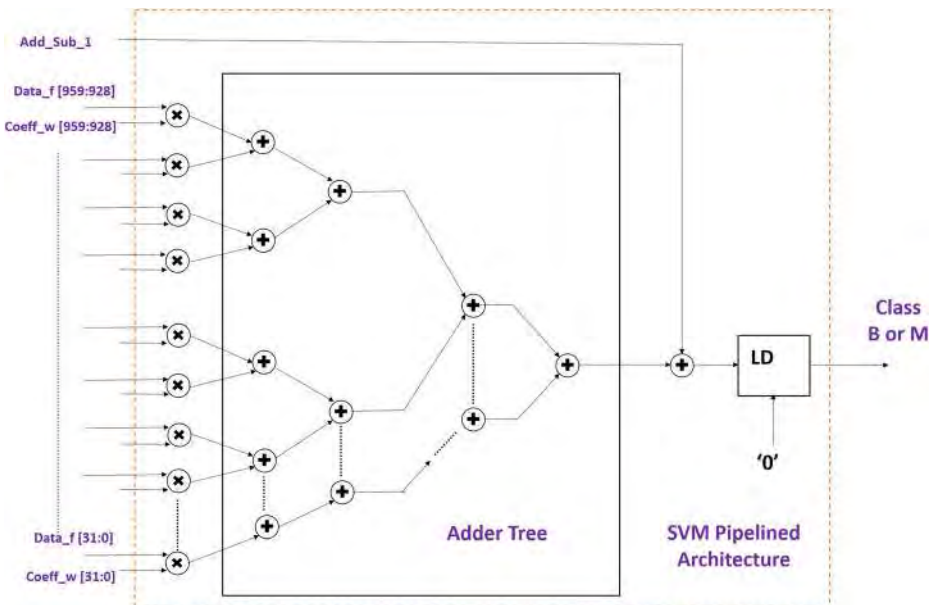 Add_Sub_1
Data_f [959:928]
Coeff_w [959:928]
Class
B or M
LD
'0'
Data_f [31:0]
Coeff_w [31:0]
Adder Tree
SVM Pipelined
Architecture